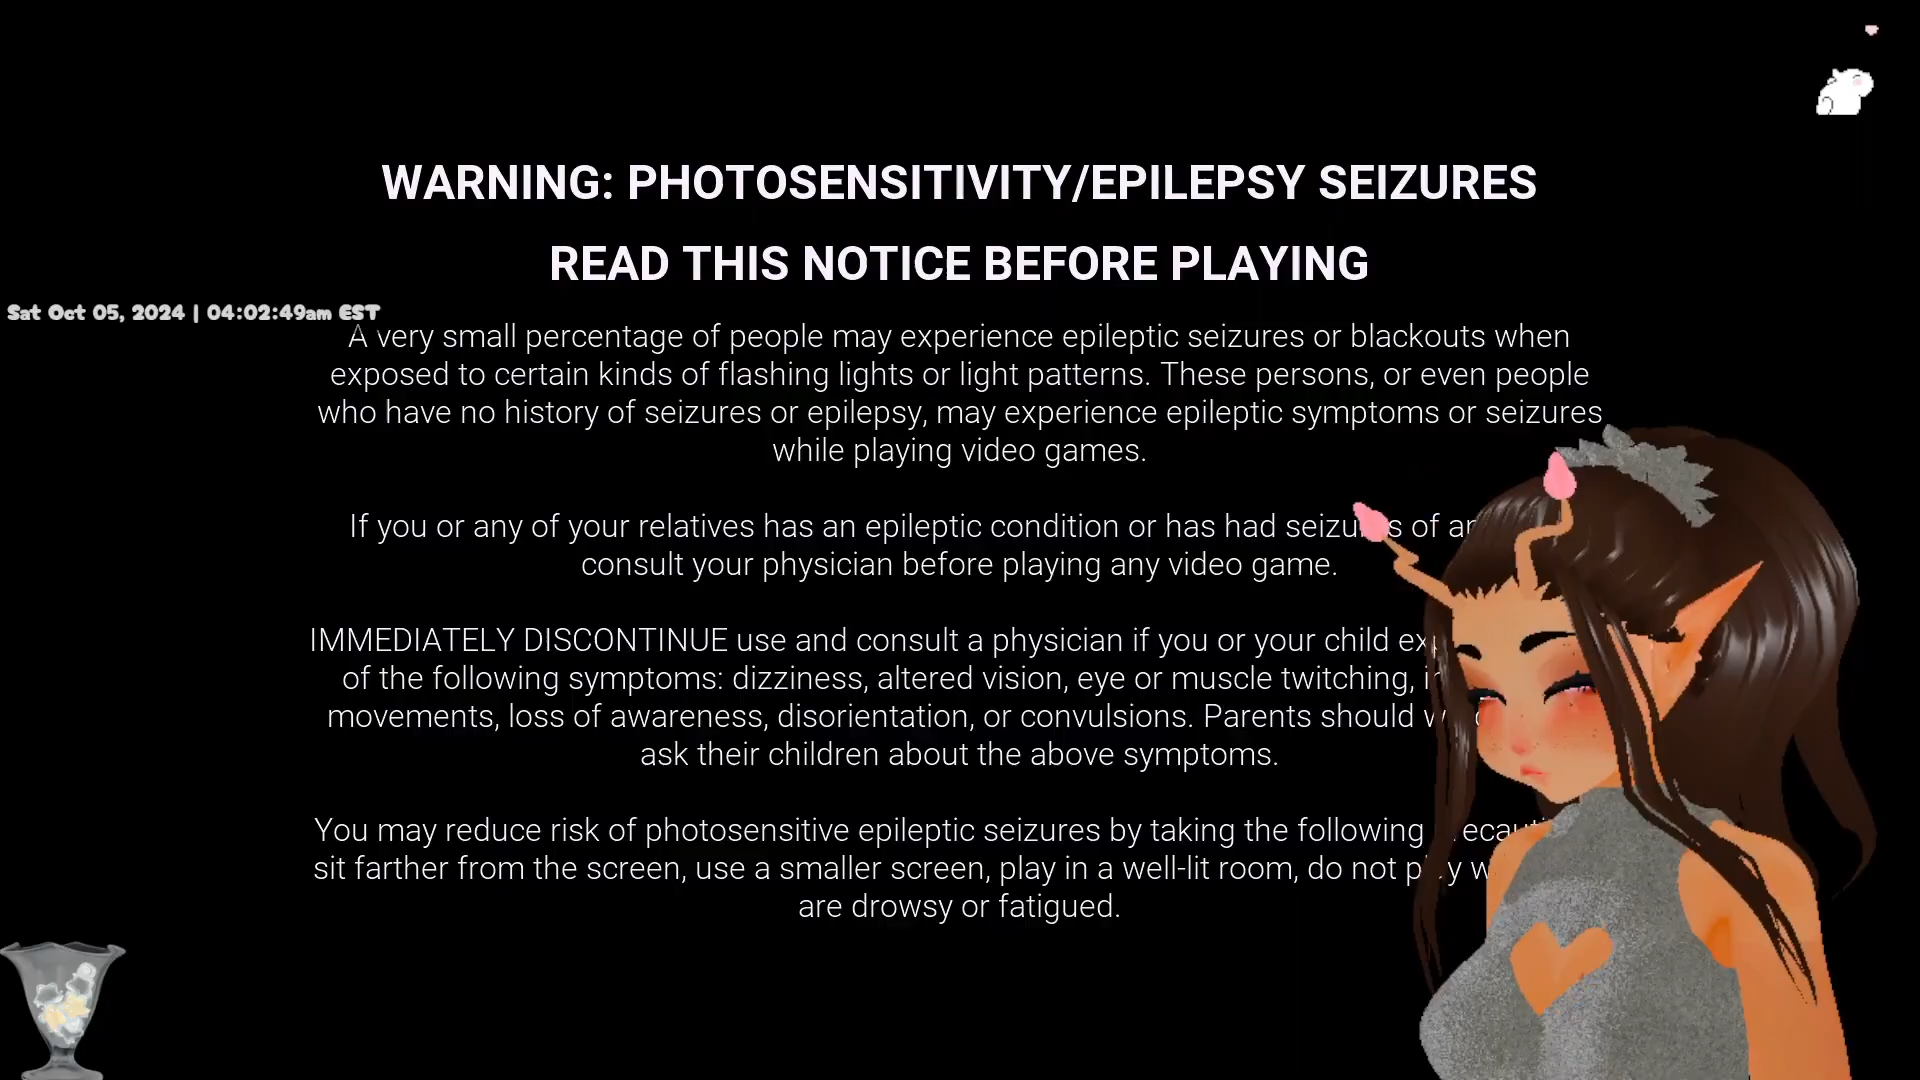 WARNING: PHOTOSENSITIVITY/EPILEPSY SEIZURES
READ THIS NOTICE BEFORE PLAYING
Sat Oct 05, 2024 | 04:02:49am EST
A very small percentage of people may experience epileptic seizures or blackouts when
exposed to certain kinds of flashing lights or light patterns. These persons, or even people
who have no history of seizures or epilepsy, may experience epileptic symptoms or seizures
while playing video games.
If you or any of your relatives has an epileptic condition or has had seizures of
consult your physician before playing any video game.
IMMEDIATELY DISCONTINUE use and consult a physician if you or your child
of the following symptoms: dizziness, altered vision, eye or muscle twitching,
movements, loss of awareness, disorientation, or convulsions. Parents should
ask their children about the above symptoms.
You may reduce risk of photosensitive epileptic seizures by taking the following
sit farther from the screen, use a smaller screen, play in a well-lit room, do not play
are drowsy or fatigued.